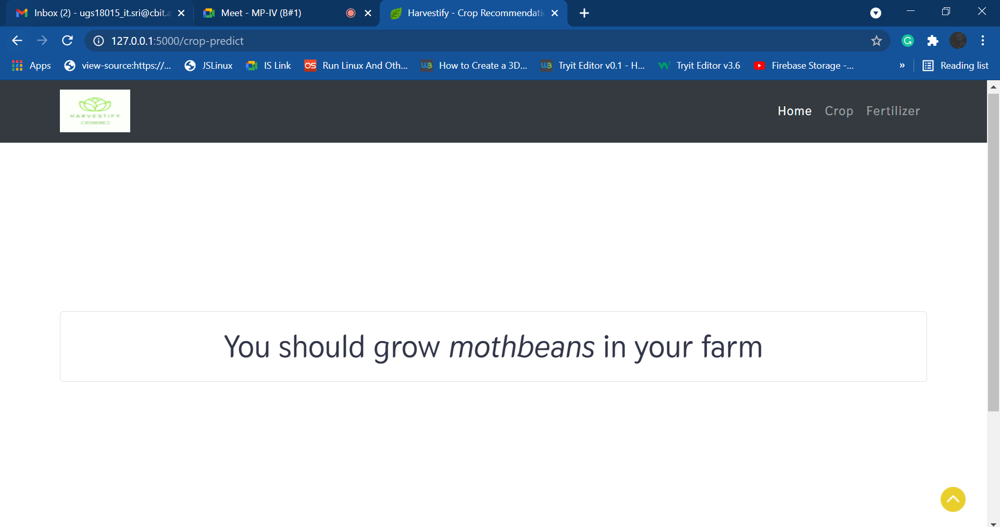 Inbox (2) - ugs18015_it.sri@cbit.a
Meet - MP-IV (B#1)
Harvestify - Crop Recommendati
127.0.0.1:5000/crop-predict
Apps
view-source:https://...
JSLinux
IS Link
OS
Run Linux And Oth...
How to Create a 3D...
Tryit Editor v0.1 - H...
Tryit Editor v3.6
Firebase Storage -...
»
Reading list
HARVESTIFY
Home Crop Fertilizer
You should grow mothbeans in your farm